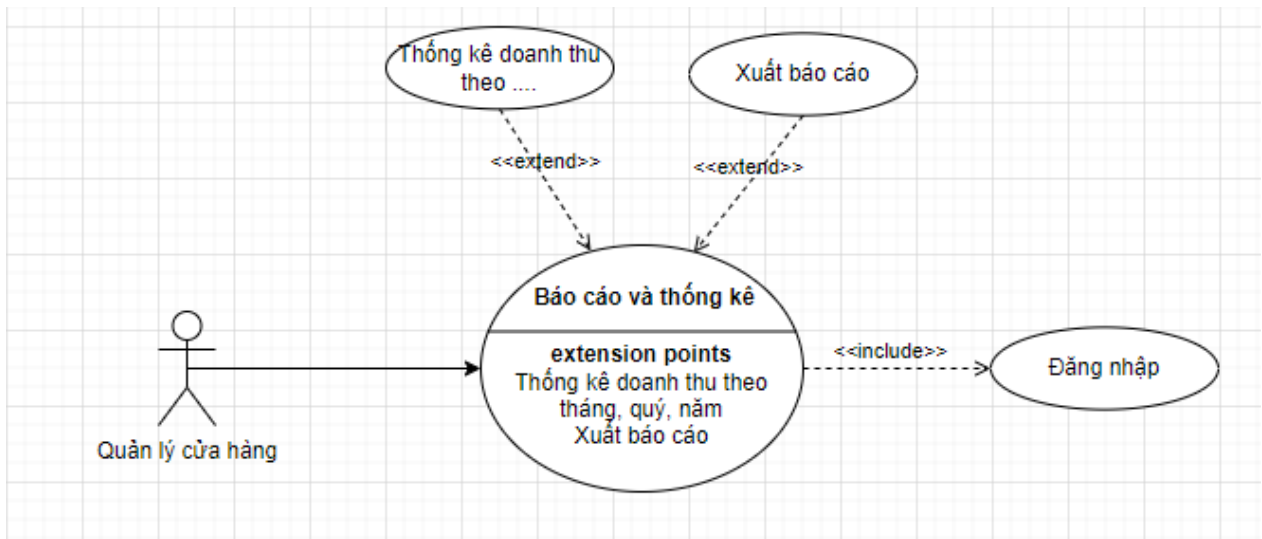 Thống kê doanh thu
theo ....
Xuất báo cáo
<<extend>>
<<extend>>
Báo cáo và thống kê
extension points
Thống kê doanh thu theo
tháng, quý, năm
Xuất báo cáo
<<include>>
Đăng nhập
Quản lý cửa hàng